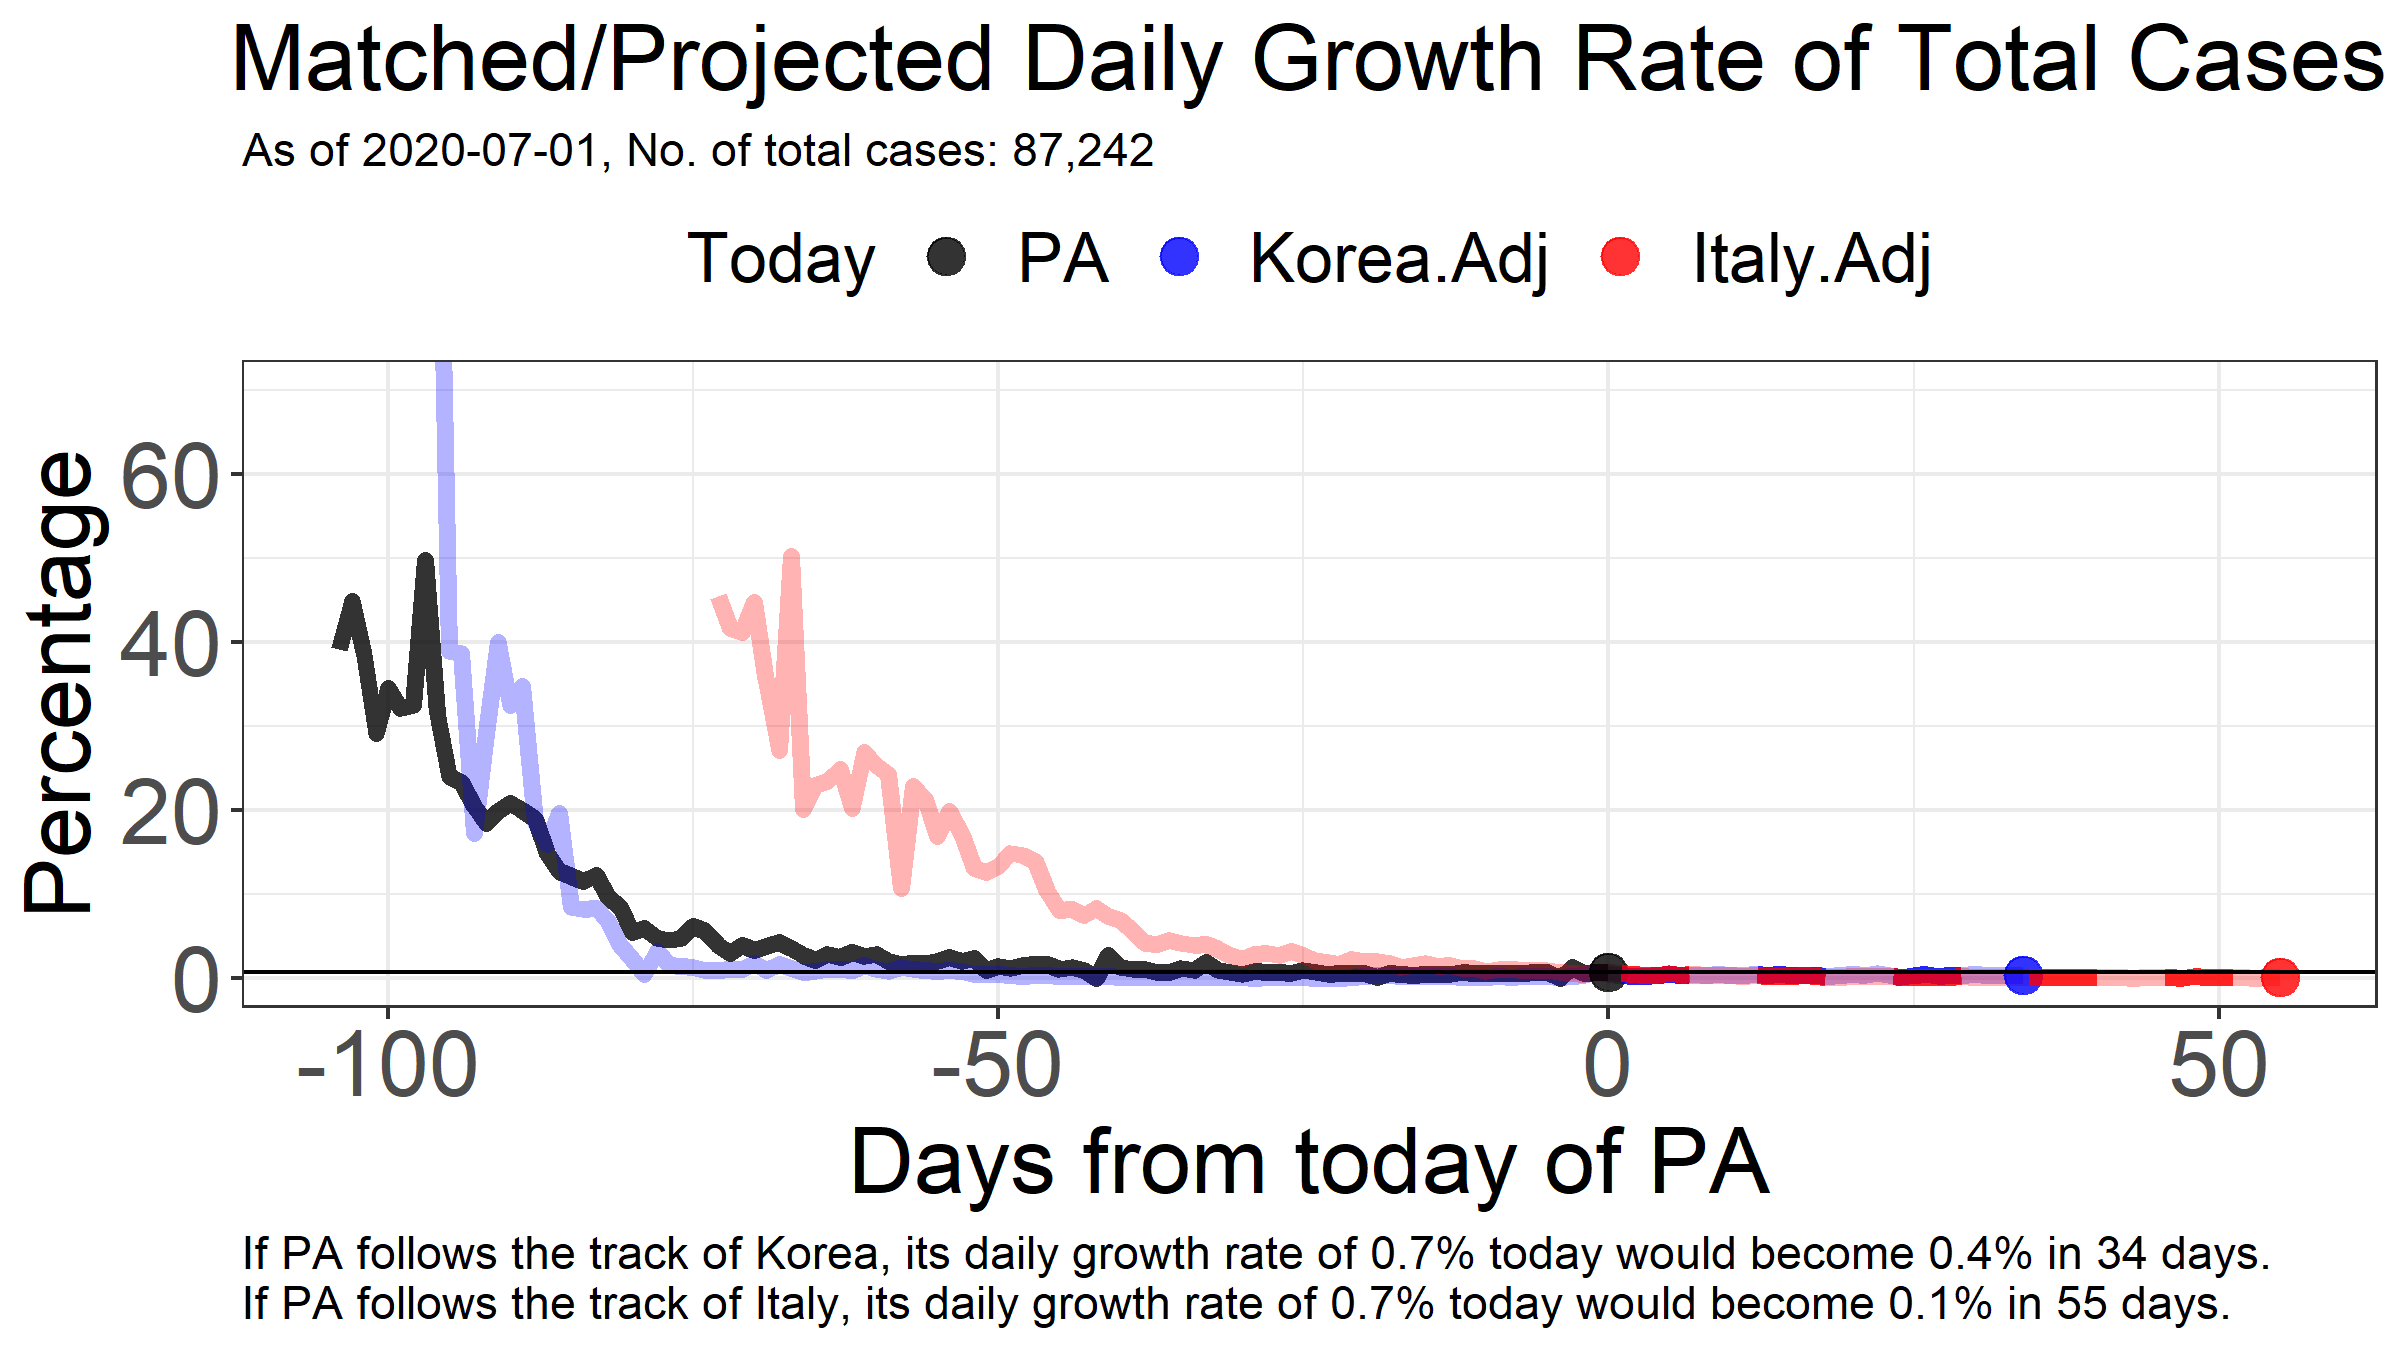 Matched/Projected Daily Growth Rate of Total Cases
As of 2020-07-01, No. of total cases: 87,242
Today PA Korea.Adj Italy.Adj
Percentage
60
40
20
0
-100 -50 0 50
Days from today of PA
If PA follows the track of Korea, its daily growth rate of 0.7% today would become 0.4% in 34 days.
If PA follows the track of Italy, its daily growth rate of 0.7% today would become 0.1% in 55 days.